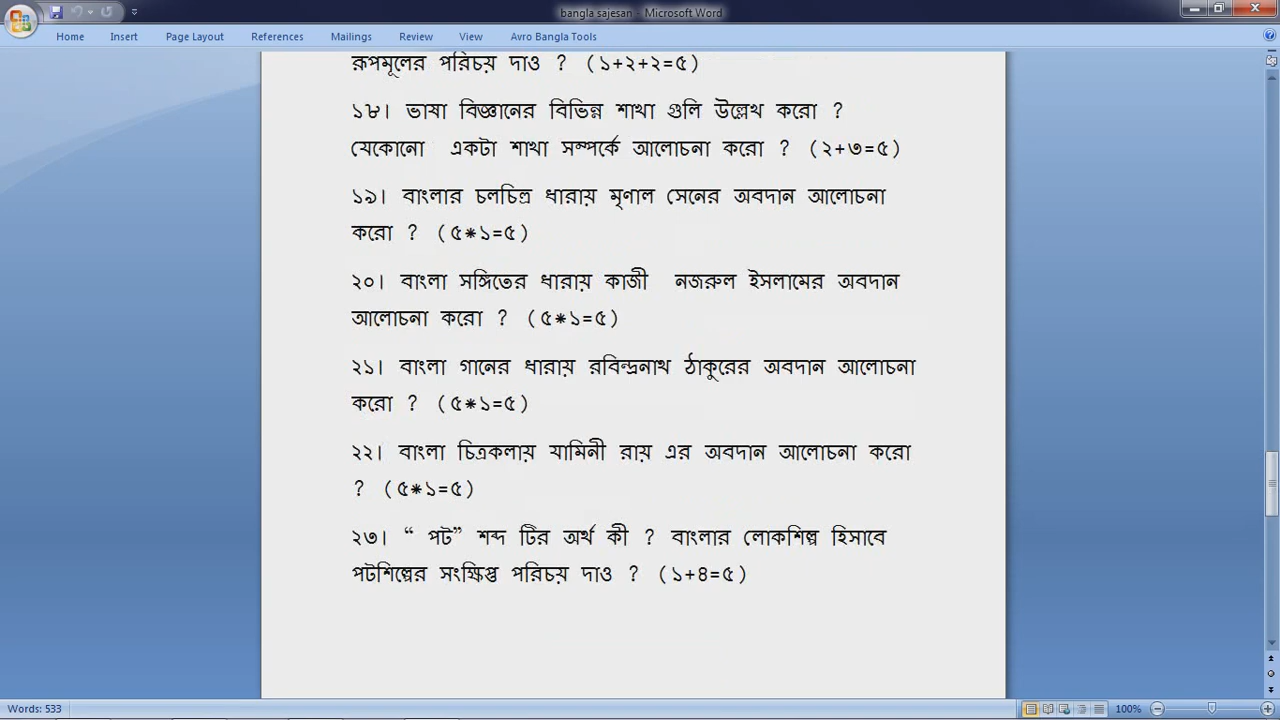 bangla sajesan - Microsoft Word
Home Insert Page Layout References Mailings Review View Avro Bangla Tools
রূপমূলের পরিচয় দাও ? (১+২+২=৫)
১৮। ভাষা বিজ্ঞানের বিভিন্ন শাখা গুলি উল্লেখ করো ?
যেকোনো একটা শাখা সম্পর্কে আলোচনা করো ? (২+৩=৫)
১৯। বাংলার চলচিত্র ধারায় মৃণাল সেনের অবদান আলোচনা
করো ? (৫*১=৫)
২০। বাংলা সঙ্গিতের ধারায় কাজী নজরুল ইসলামের অবদান
আলোচনা করো ? (৫*১=৫)
২১। বাংলা গানের ধারায় রবিন্দ্রনাথ ঠাকুরের অবদান আলোচনা
করো ? (৫*১=৫)
২২। বাংলা চিত্রকলায় যামিনী রায় এর অবদান আলোচনা করো
? (৫*১=৫)
২৩। “ পট” শব্দ টির অর্থ কী ? বাংলার লোকশিল্প হিসাবে
পটশিল্পের সংক্ষিপ্ত পরিচয় দাও ? (১+৪=৫)
Words: 533 100%